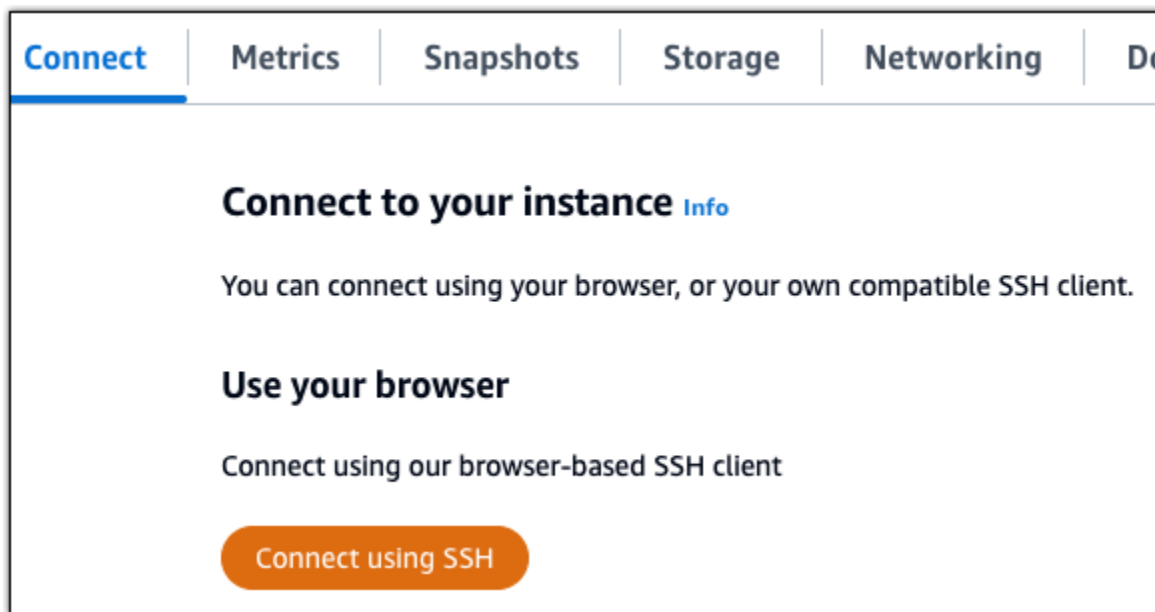 Connect Metrics Snapshots Storage Networking
Connect to your instance Info
You can connect using your browser, or your own compatible SSH client.
Use your browser
Connect using our browser-based SSH client
Connect using SSH